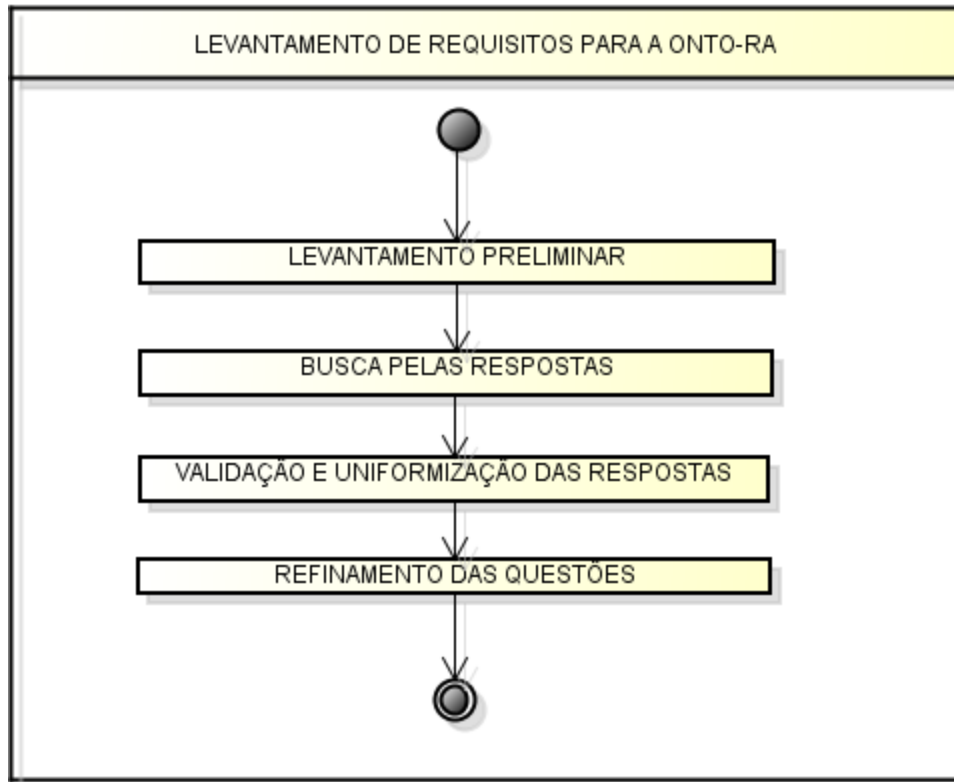 LEVANTAMENTO DE REQUISITOS PARA A ONTO-RA
LEVANTAMENTO PRELIMINAR
BUSCA PELAS RESPOSTAS
VALIDAÇÃO E UNIFORMIZAÇÃO DAS RESPOSTAS
REFINAMENTO DAS QUESTÕES